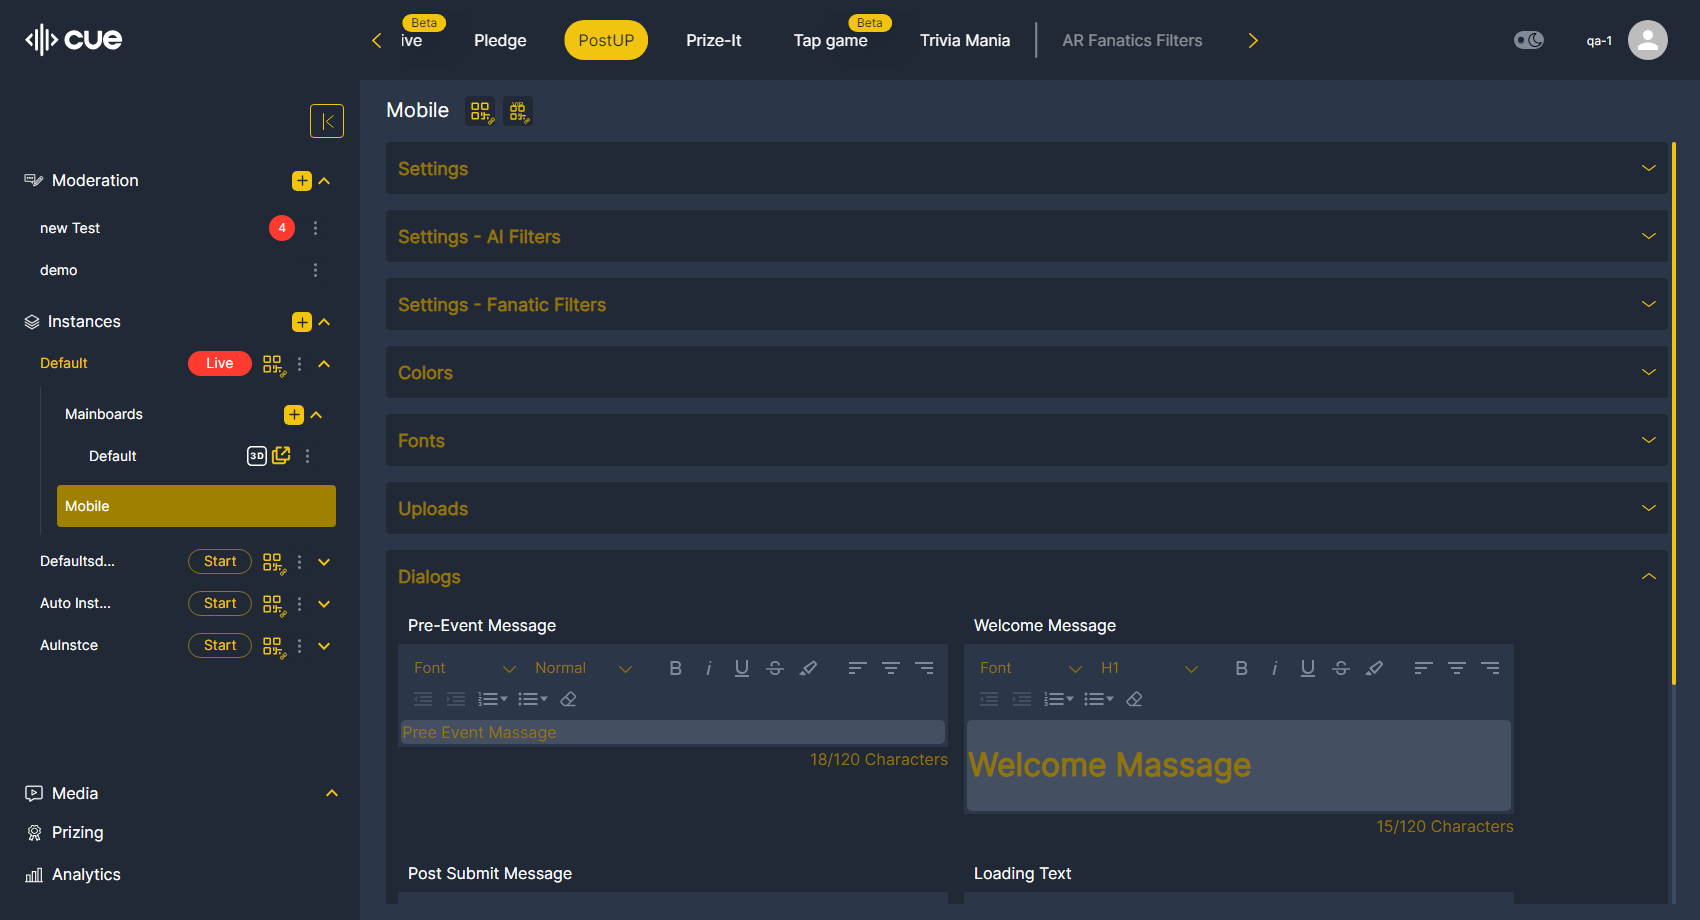 cue
Beta
ive
Pledge
PostUP
Prize-It
Beta
Tap game
Trivia Mania
AR Fanatics Filters
qa-1
Moderation
new Test
4
demo
Instances
Default
Live
Mainboards
Default
3D
Mobile
Defaultsd...
Start
Auto Inst...
Start
AuInstce
Start
Media
Prizing
Analytics
Mobile
Settings
Settings - AI Filters
Settings - Fanatic Filters
Colors
Fonts
Uploads
Dialogs
Pre-Event Message
Font
Normal
Pree Event Massage
18/120 Characters
Welcome Message
Font
H1
Welcome Massage
15/120 Characters
Post Submit Message
Loading Text